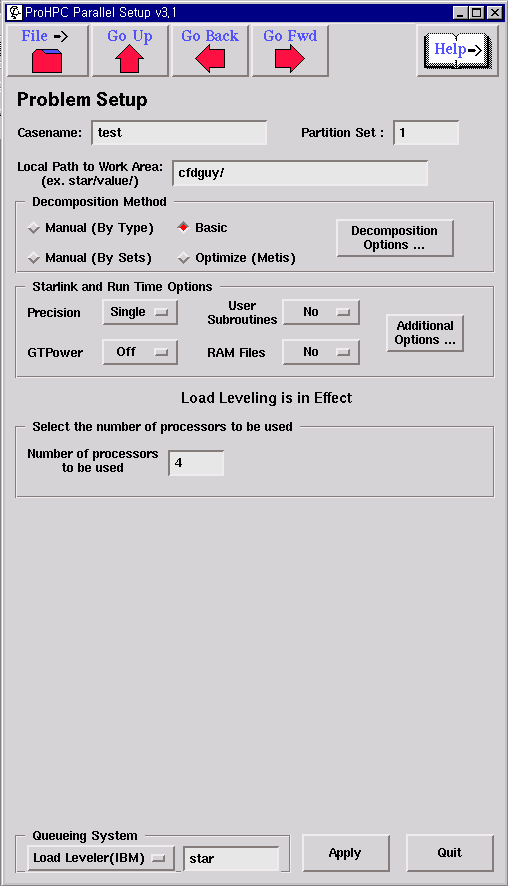 ProHPC Parallel Setup v3.1
File -> Go Up Go Back Go Fwd Help->
Problem Setup
Casename: test Partition Set : 1
Local Path to Work Area: cfdguy/
(ex. star/value/)
Decomposition Method
Manual (By Type) Basic Decomposition
Options ...
Manual (By Sets) Optimize (Metis)
Starlink and Run Time Options
Precision Single User
Subroutines No
Additional
Options ...
GTPower Off RAM Files No
Load Leveling is in Effect
Select the number of processors to be used
Number of processors
to be used 4
Queueing System
Load Leveler(IBM) star Apply Quit